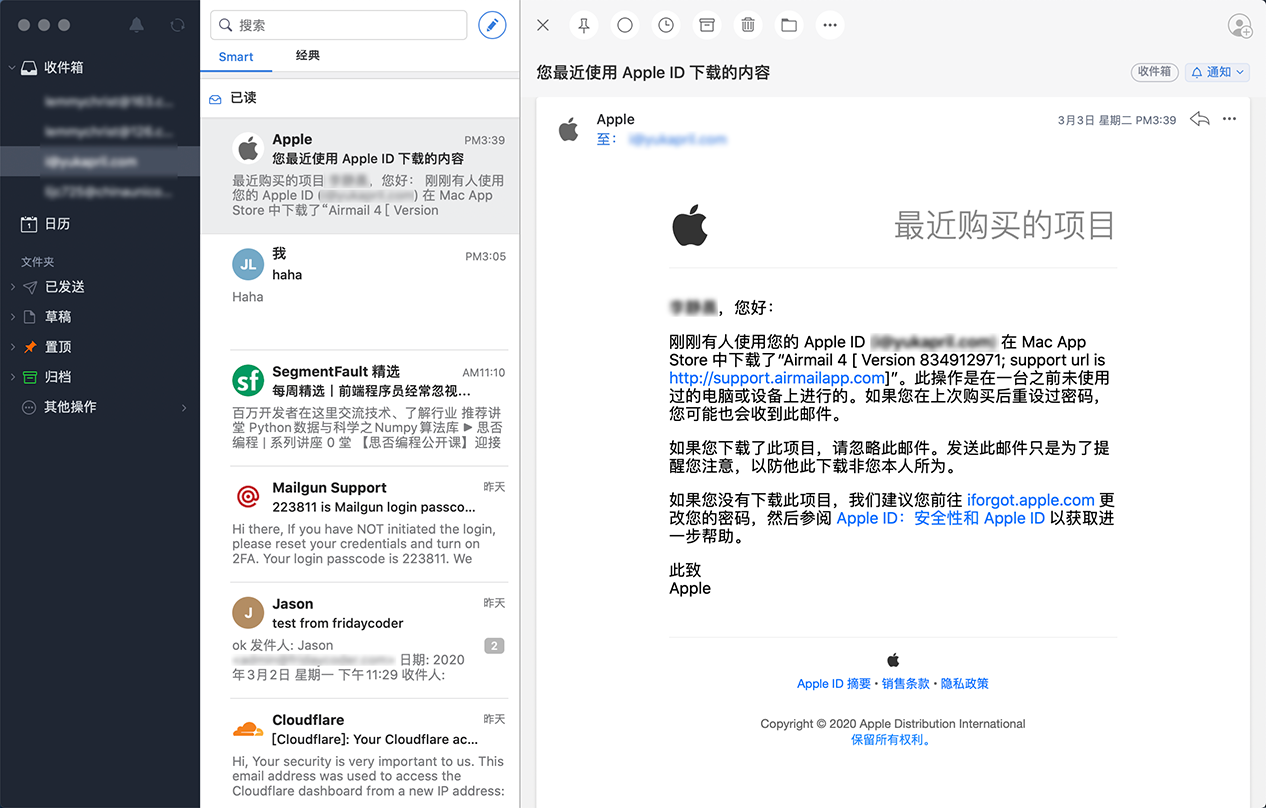 收件箱
日历
1
文件夹
已发送
草稿
置顶
归档
其他操作
搜索
Smart 经典
已读
Apple PM3:39
您最近使用 Apple ID 下载的内容
最近购买的项目 ，您好： 刚刚有人使用
您的 Apple ID ( ) 在 Mac App
Store 中下载了“Airmail 4 [ Version
JL
我 PM3:05
haha
Haha
sf
SegmentFault 精选 AM11:10
每周精选丨前端程序员经常忽视...
百万开发者在这里交流技术、了解行业 推荐讲
堂 Python数据与科学之Numpy算法库 ▶ 思否
编程 | 系列讲座 0 堂 【思否编程公开课】迎接
Mailgun Support 昨天
223811 is Mailgun login passco...
Hi there, If you have NOT initiated the login,
please reset your credentials and turn on
2FA. Your login passcode is 223811. We
J
Jason 昨天
test from fridaycoder
ok 发件人: Jason 2
日期: 2020
年3月2日 星期一 下午11:29 收件人:
Cloudflare 昨天
[Cloudflare]: Your Cloudflare ac...
Hi, Your security is very important to us. This
email address was used to access the
Cloudflare dashboard from a new IP address:
您最近使用 Apple ID 下载的内容 收件箱 通知
Apple 3月3日 星期二 PM3:39
至：
最近购买的项目
，您好：
刚刚有人使用您的 Apple ID 在 Mac App
Store 中下载了“Airmail 4 [ Version 834912971; support url is
http://support.airmailapp.com]”。此操作是在一台之前未使用
过的电脑或设备上进行的。如果您在上次购买后重设过密码，
您可能也会收到此邮件。
如果您下载了此项目，请忽略此邮件。发送此邮件只是为了提
醒您注意，以防他此下载非您本人所为。
如果您没有下载此项目，我们建议您前往 iforgot.apple.com 更
改您的密码，然后参阅 Apple ID：安全性和 Apple ID 以获取进
一步帮助。
此致
Apple
Apple ID 摘要 • 销售条款 • 隐私政策
Copyright © 2020 Apple Distribution International
保留所有权利。